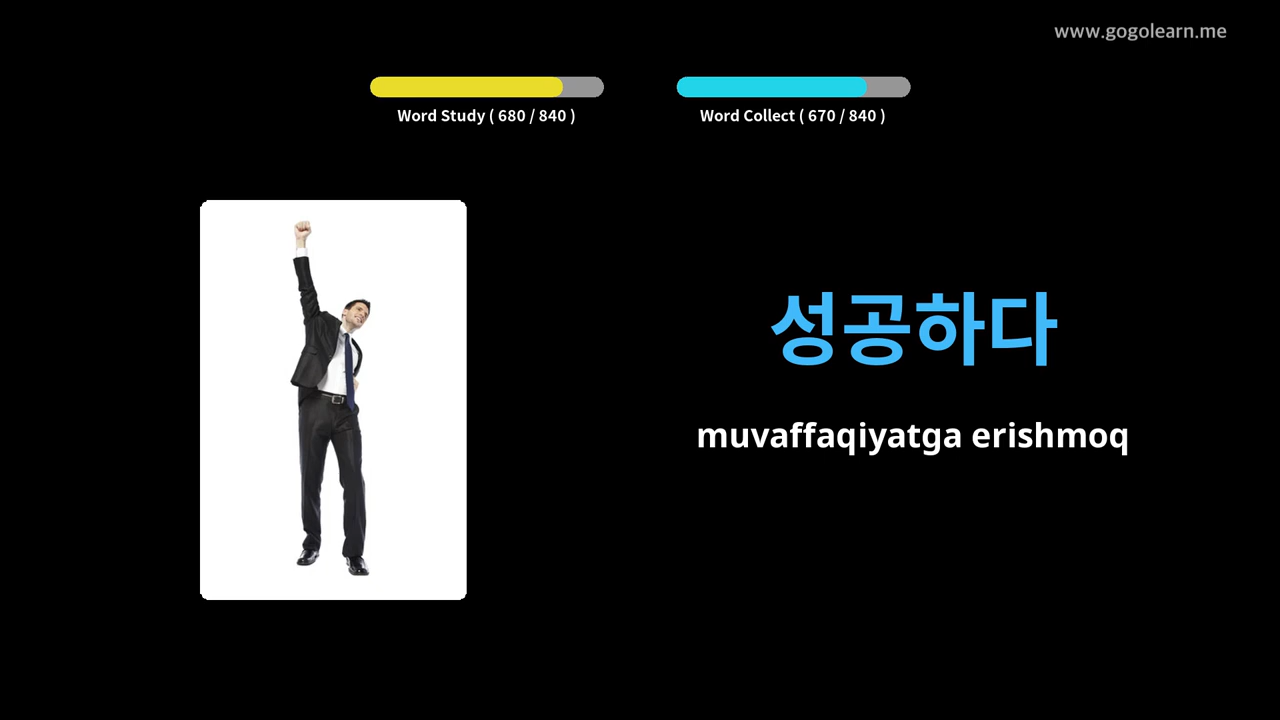 www.gogolearn.me
Word Study ( 680 / 840 )
Word Collect ( 670 / 840 )
성공하다
muvaffaqiyatga erishmoq